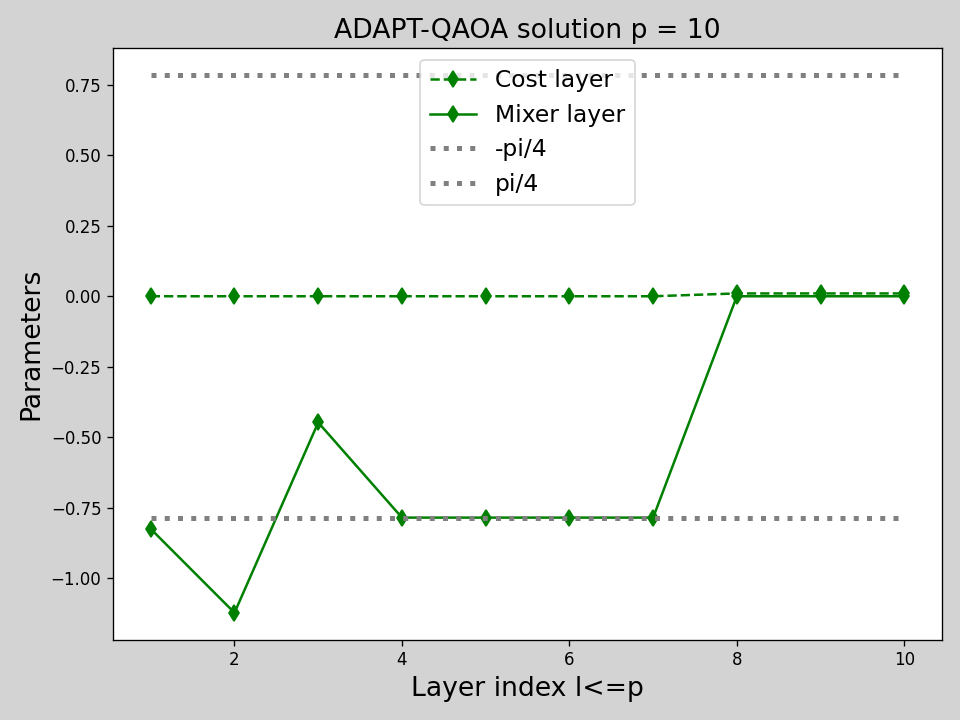 ADAPT-QAOA solution p = 10
Cost layer
Mixer layer
-pi/4
pi/4
0.75
0.50
0.25
0.00
−0.25
−0.50
−0.75
−1.00
Parameters
2 4 6 8 10
Layer index l<=p